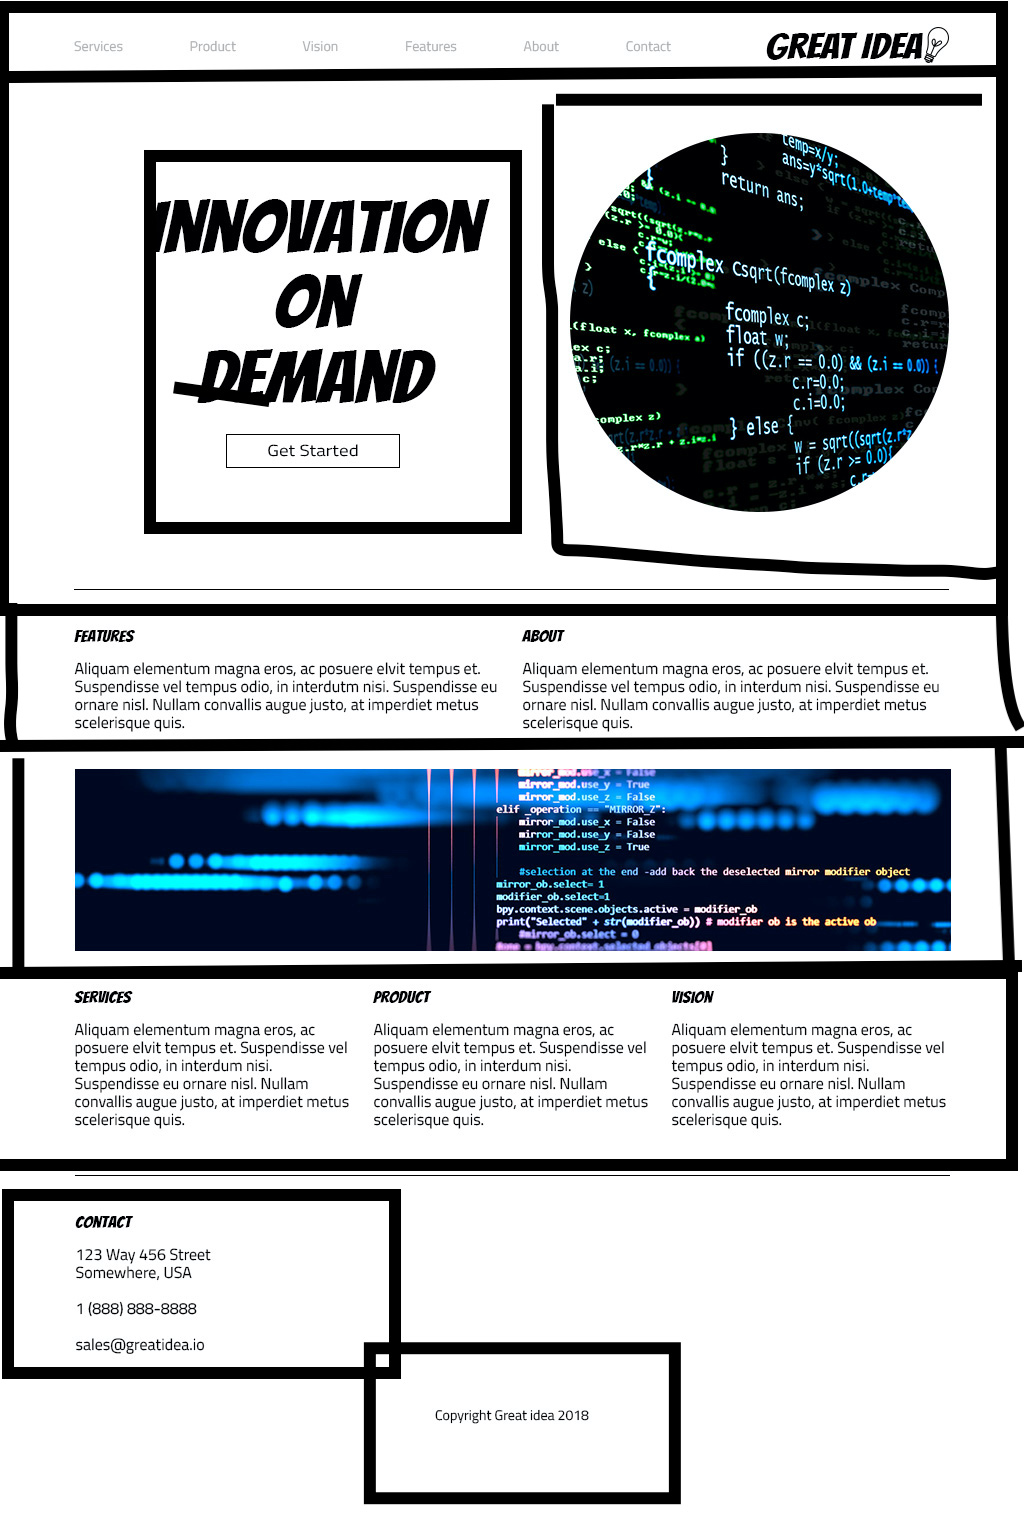 Services Product Vision Features About Contact GREAT IDEA
INNOVATION
ON
DEMAND
Get Started
temp=x/y;
ans=y*sqrt(1.0+temp*te
}
return ans;
else {
fcomplex Csqrt(fcomplex z)
{
fcomplex c;
float w;
if ((z.r == 0.0) && (z.i == 0.0)) {
c.r=0.0;
c.i=0.0;
} else {
w = sqrt((sqrt(z.r*z
if (z.r >= 0.0){
(float x, fcomplex a)
FEATURES
Aliquam elementum magna eros, ac posuere elvit tempus et.
Suspendisse vel tempus odio, in interdutm nisi. Suspendisse eu
ornare nisl. Nullam convallis augue justo, at imperdiet metus
scelerisque quis.
ABOUT
Aliquam elementum magna eros, ac posuere elvit tempus et.
Suspendisse vel tempus odio, in interdum nisi. Suspendisse eu
ornare nisl. Nullam convallis augue justo, at imperdiet metus
scelerisque quis.
mirror_mod.use_x = False
mirror_mod.use_y = True
mirror_mod.use_z = False
elif _operation == "MIRROR_Z":
mirror_mod.use_x = False
mirror_mod.use_y = False
mirror_mod.use_z = True
#selection at the end -add back the deselected mirror modifier object
mirror_ob.select= 1
modifier_ob.select=1
bpy.context.scene.objects.active = modifier_ob
print("Selected" + str(modifier_ob)) # modifier ob is the active ob
#mirror_ob.select = 0
#one = bpy.context.selected_objects[0]
SERVICES
Aliquam elementum magna eros, ac
posuere elvit tempus et. Suspendisse vel
tempus odio, in interdum nisi.
Suspendisse eu ornare nisl. Nullam
convallis augue justo, at imperdiet metus
scelerisque quis.
PRODUCT
Aliquam elementum magna eros, ac
posuere elvit tempus et. Suspendisse vel
tempus odio, in interdum nisi.
Suspendisse eu ornare nisl. Nullam
convallis augue justo, at imperdiet metus
scelerisque quis.
VISION
Aliquam elementum magna eros, ac
posuere elvit tempus et. Suspendisse vel
tempus odio, in interdum nisi.
Suspendisse eu ornare nisl. Nullam
convallis augue justo, at imperdiet metus
scelerisque quis.
CONTACT
123 Way 456 Street
Somewhere, USA
1 (888) 888-8888
sales@greatidea.io
Copyright Great idea 2018